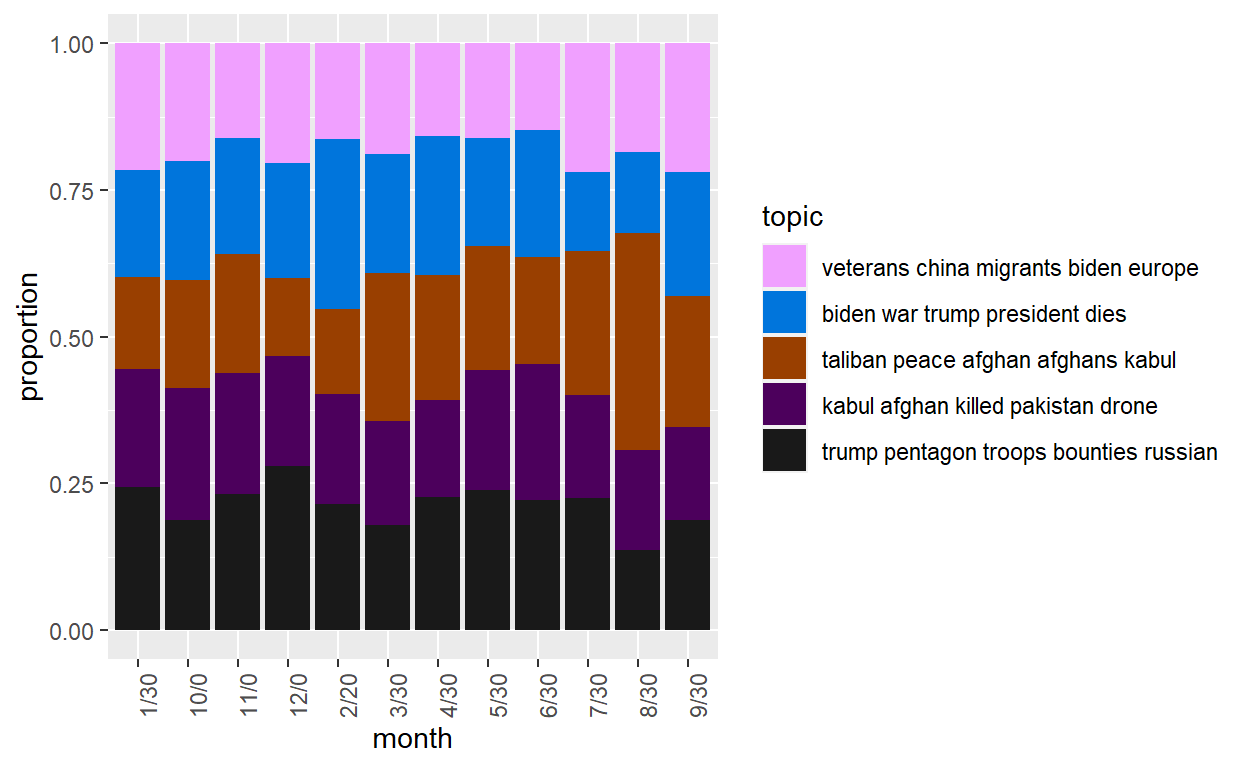 1.00
0.75
0.50
0.25
0.00
proportion
1/30
10/0
11/0
12/0
2/20
3/30
4/30
5/30
6/30
7/30
8/30
9/30
month
topic
veterans china migrants biden europe
biden war trump president dies
taliban peace afghan afghans kabul
kabul afghan killed pakistan drone
trump pentagon troops bounties russian